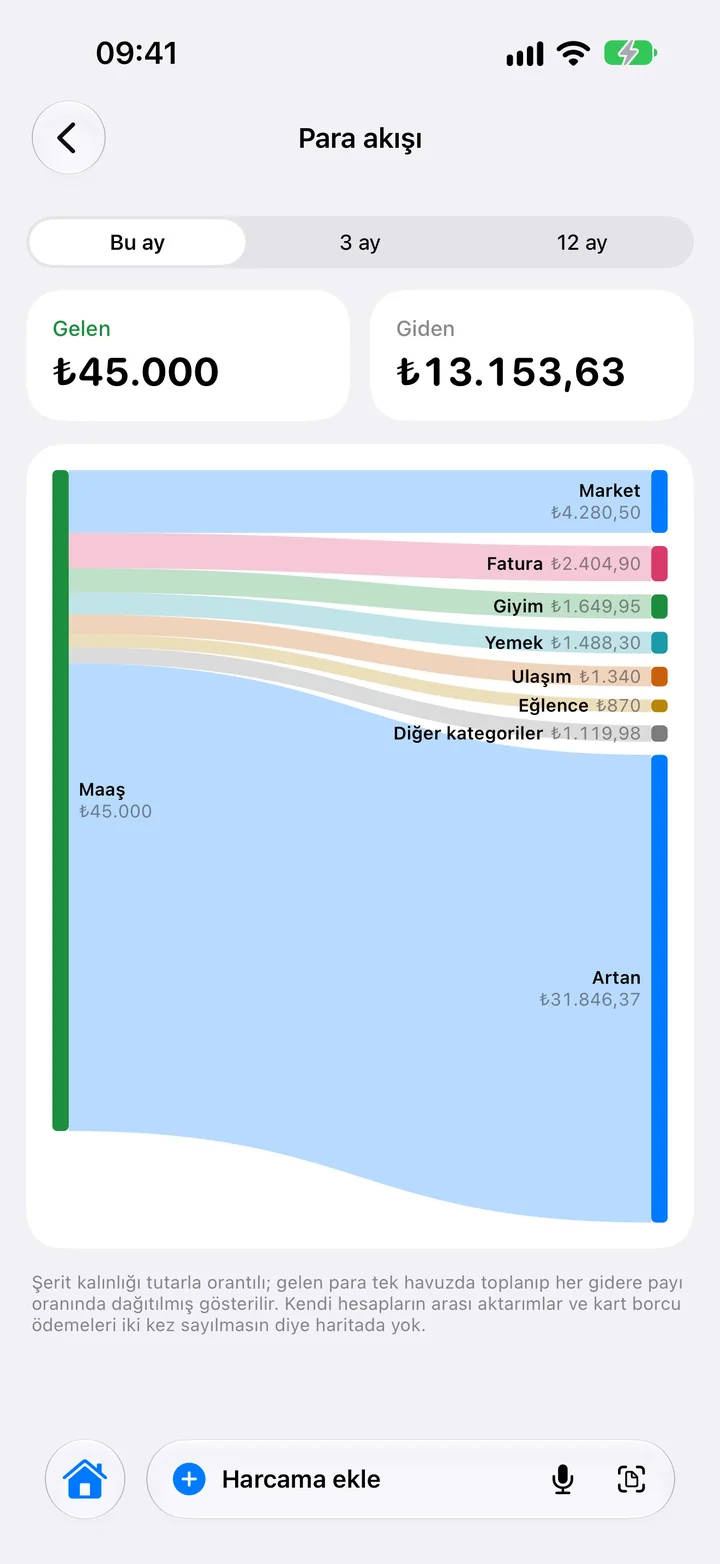 09:41
Para akışı
Bu ay
3 ay
12 ay
Gelen
₺45.000
Giden
₺13.153,63
Market
₺4.280,50
Fatura ₺2.404,90
Giyim ₺1.649,95
Yemek ₺1.488,30
Ulaşım ₺1.340
Eğlence ₺870
Diğer kategoriler ₺1.119,98
Maaş
₺45.000
Artan
₺31.846,37
Şerit kalınlığı tutarla orantılı; gelen para tek havuzda toplanıp her gidere payı
oranında dağıtılmış gösterilir. Kendi hesapların arası aktarımlar ve kart borcu
ödemeleri iki kez sayılmasın diye haritada yok.
Harcama ekle